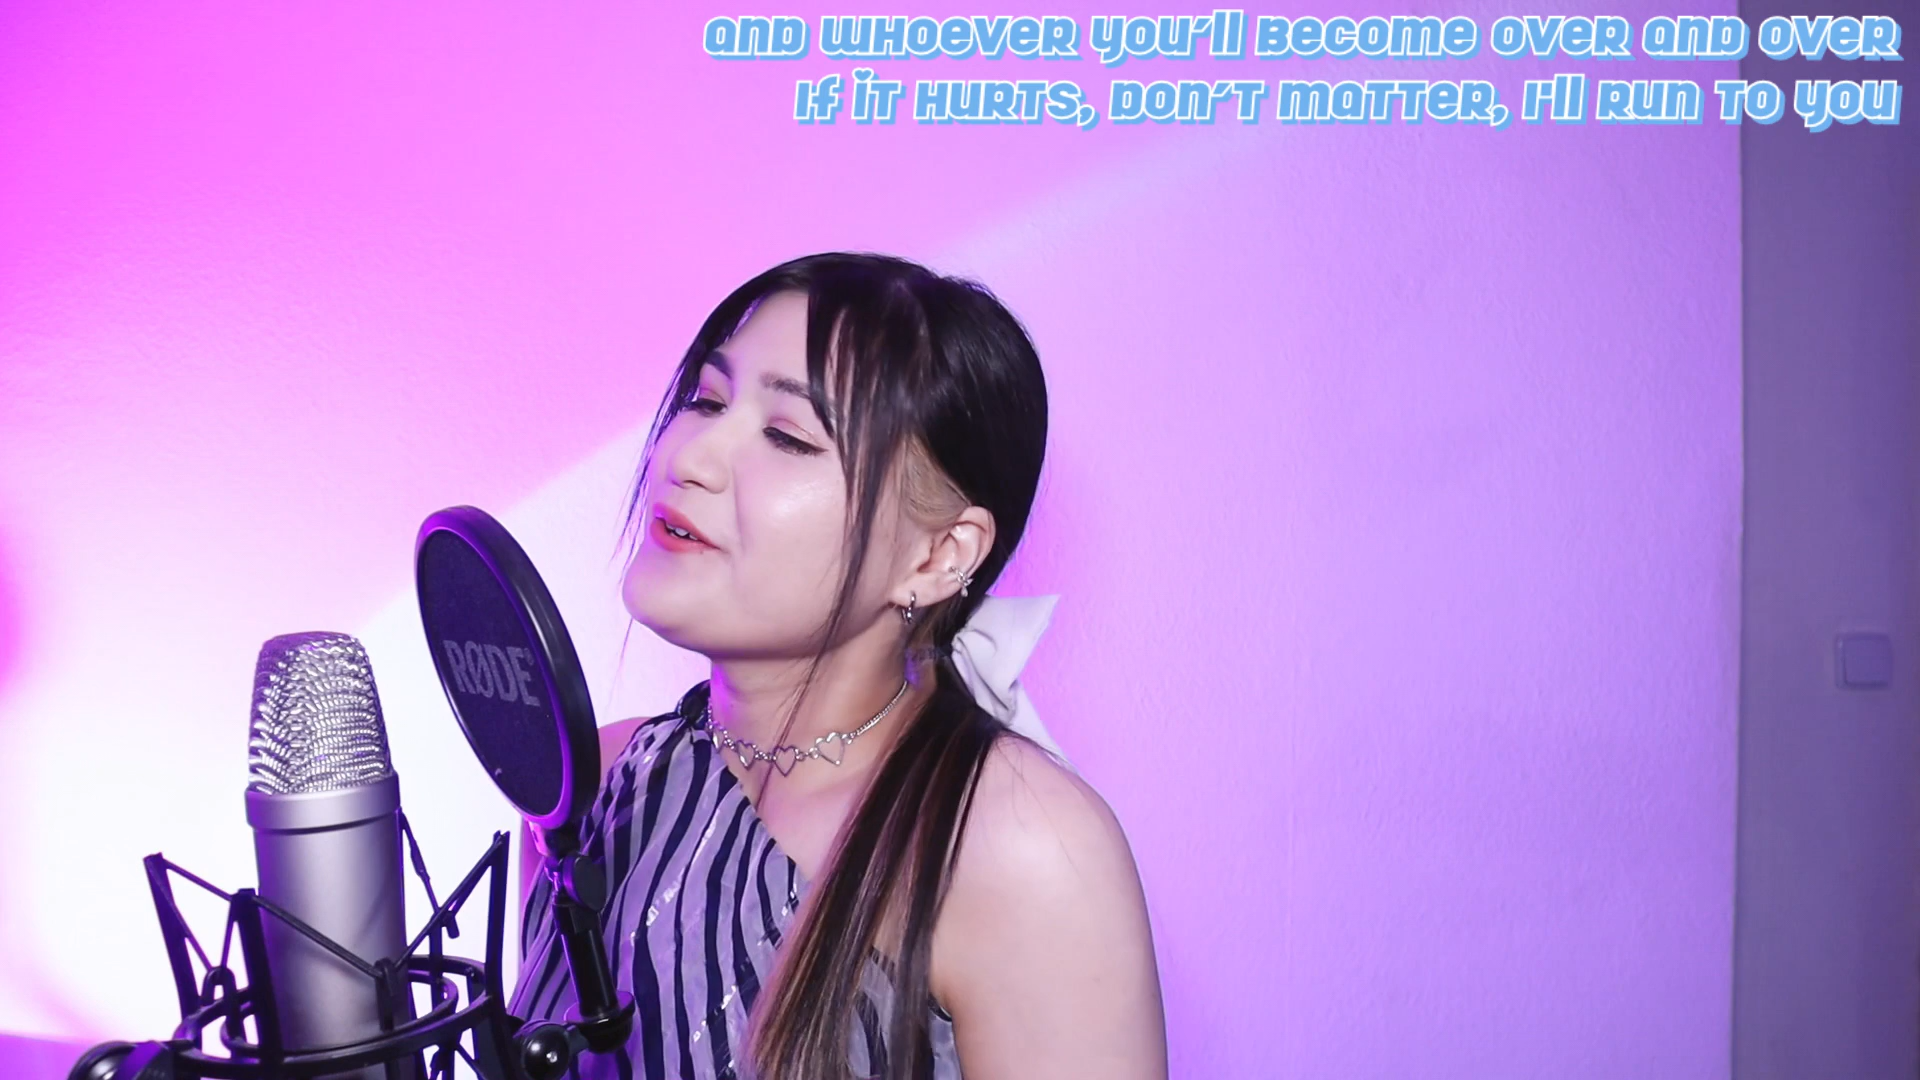 and whoever you'll become over and over
If it hurts, don't matter, I'll run to you
RØDE